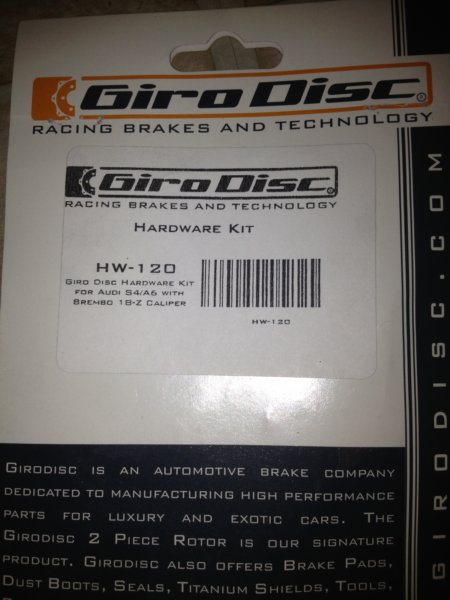 Giro Disc®
RACING BRAKES AND TECHNOLOGY
Giro Disc®
RACING BRAKES AND TECHNOLOGY
HARDWARE KIT
HW-120
GIRO DISC HARDWARE KIT
FOR AUDI S4/A6 WITH
BREMBO 18-Z CALIPER
HW-120
GIRODISC IS AN AUTOMOTIVE BRAKE COMPANY
DEDICATED TO MANUFACTURING HIGH PERFORMANCE
PARTS FOR LUXURY AND EXOTIC CARS. THE
GIRODISC 2 PIECE ROTOR IS OUR SIGNATURE
PRODUCT. GIRODISC ALSO OFFERS BRAKE PADS,
DUST BOOTS, SEALS, TITANIUM SHIELDS, TOOLS,
GIRODISC.COM